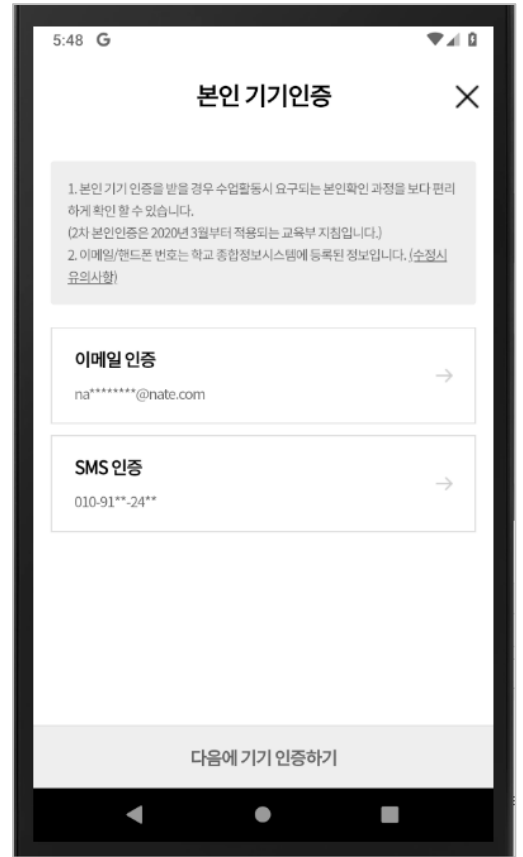 5:48 G
본인 기기인증
1. 본인 기기 인증을 받을 경우 수업활동시 요구되는 본인확인 과정을 보다 편리
하게 확인 할 수 있습니다.
(2차 본인인증은 2020년 3월부터 적용되는 교육부 지침입니다.)
2. 이메일/핸드폰 번호는 학교 종합정보시스템에 등록된 정보입니다. (수정시
유의사항)
이메일 인증
na********@nate.com
SMS 인증
010-91**-24**
다음에 기기 인증하기